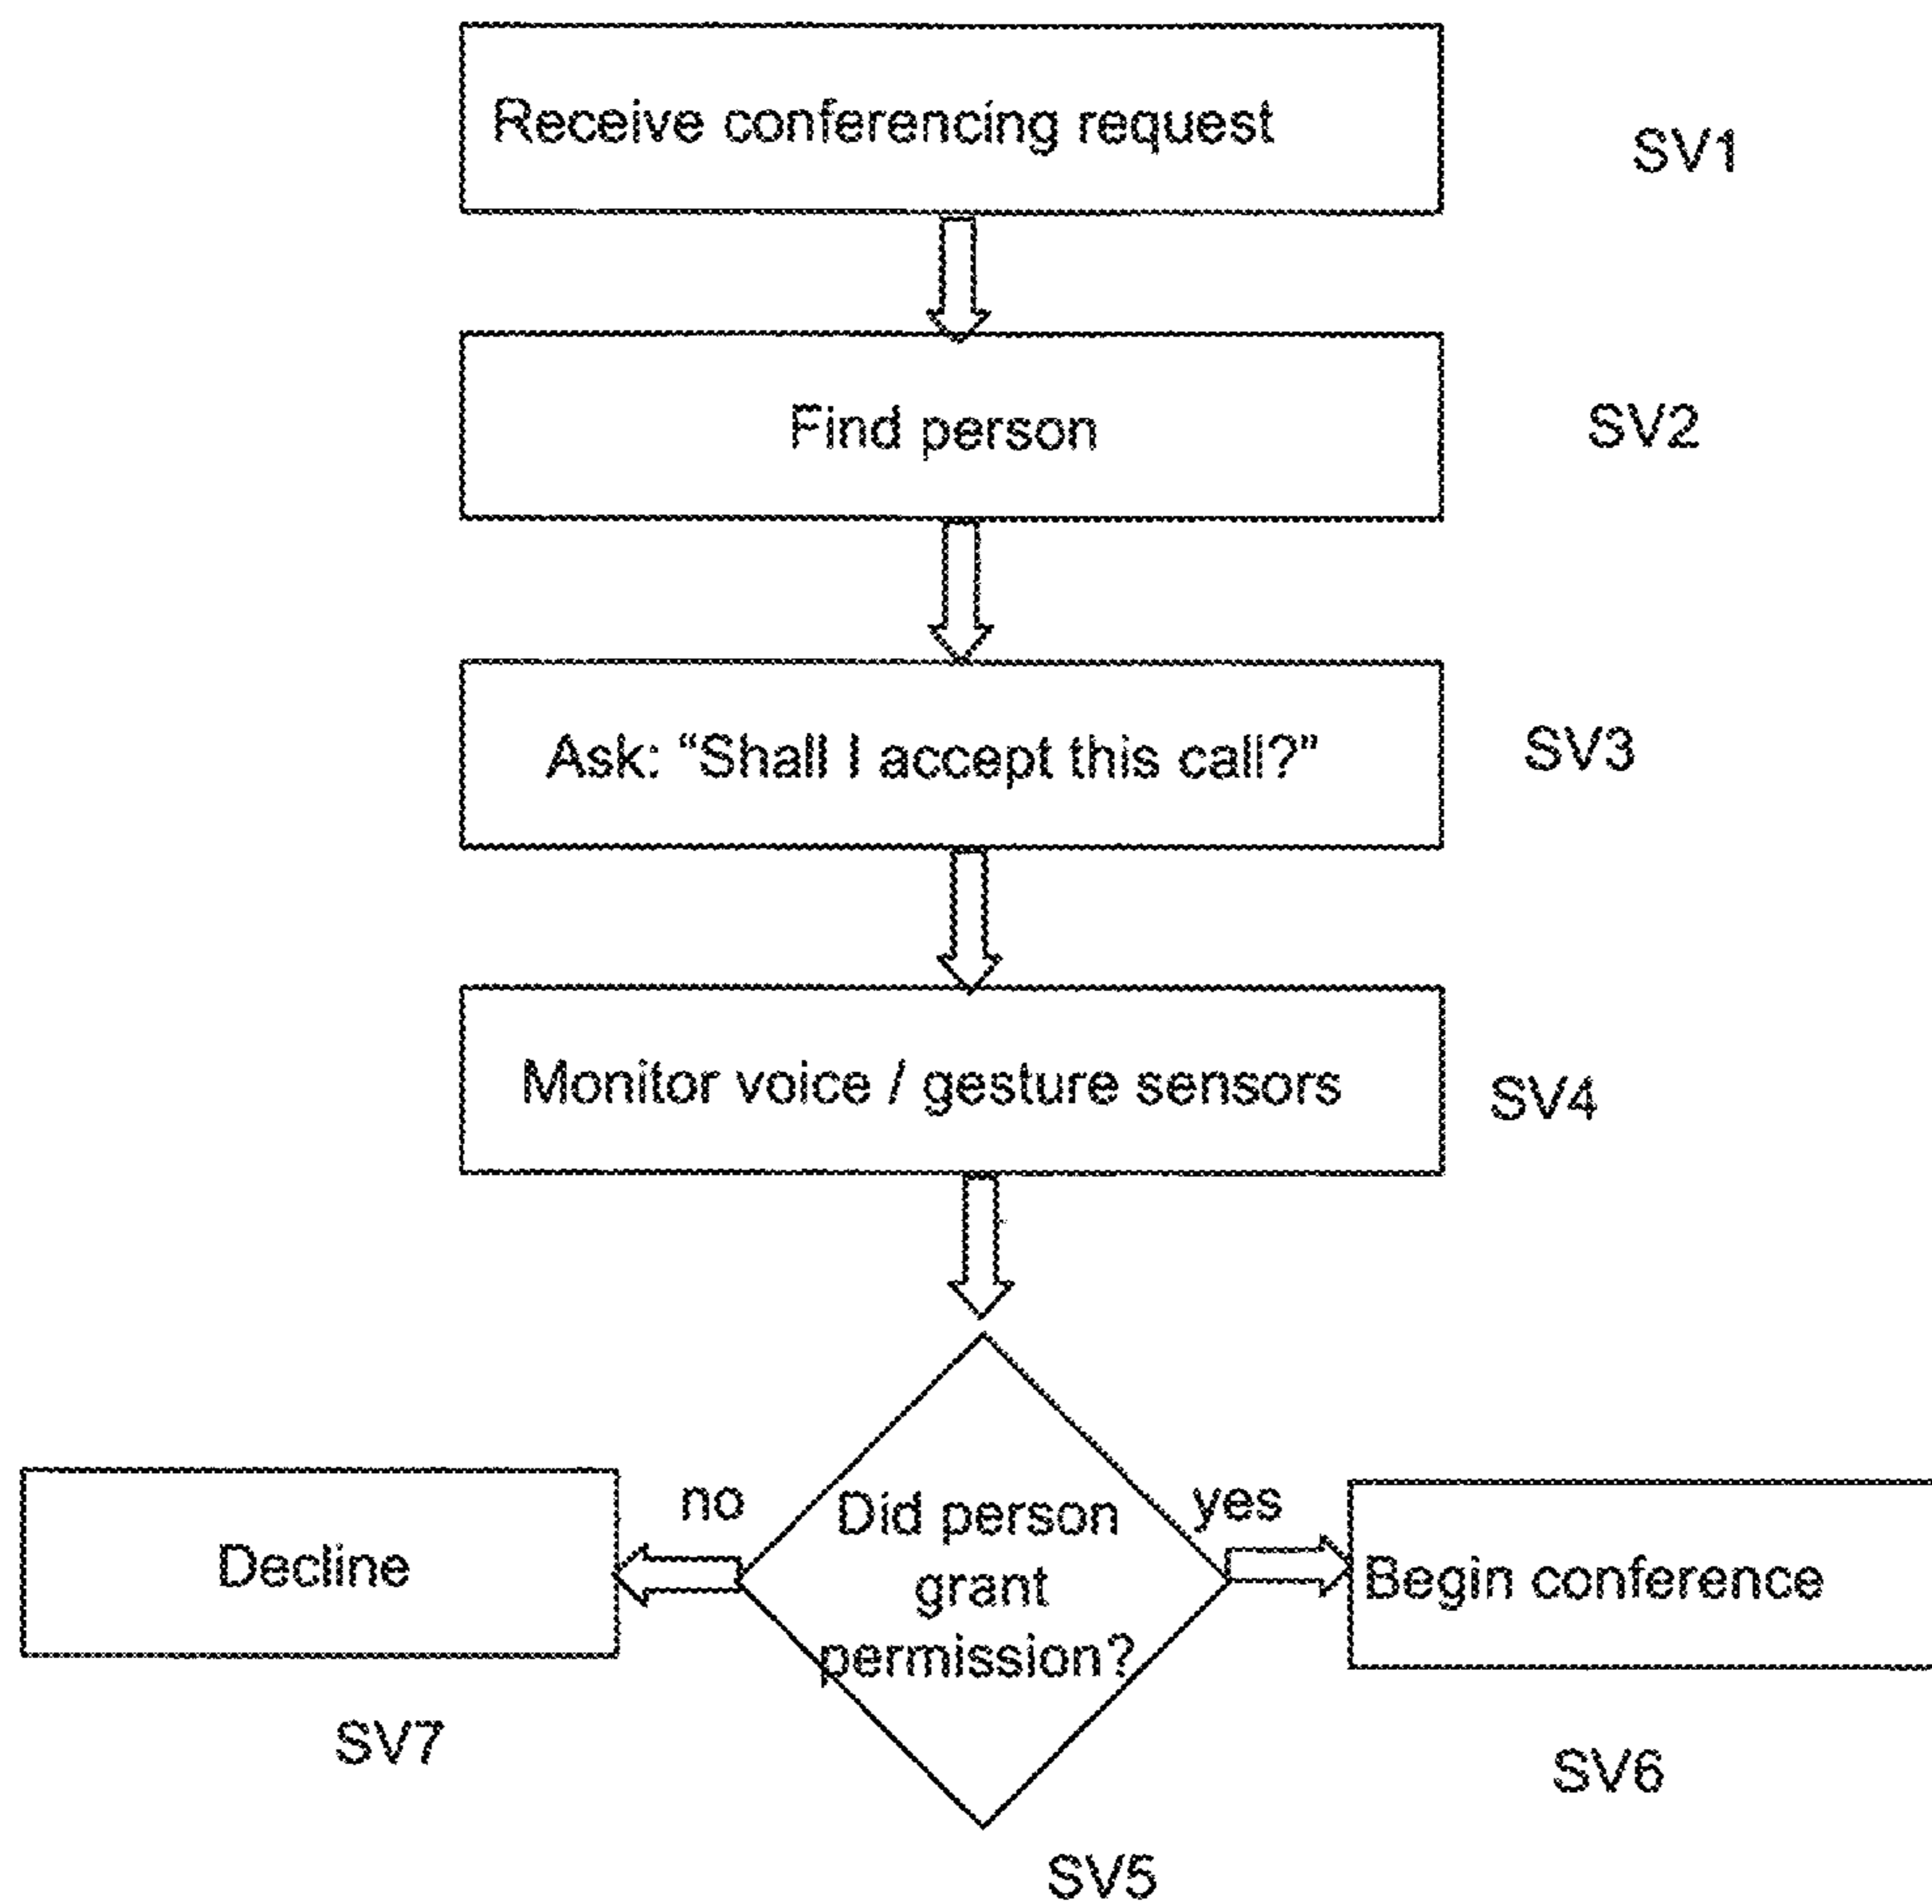 Receive conferencing request
SV1
Find person
SV2
Ask: “Shall I accept this call?”
SV3
Monitor voice / gesture sensors
SV4
no
yes
Did person
grant
permission?
Decline
Begin conference
SV7
SV6
SV5